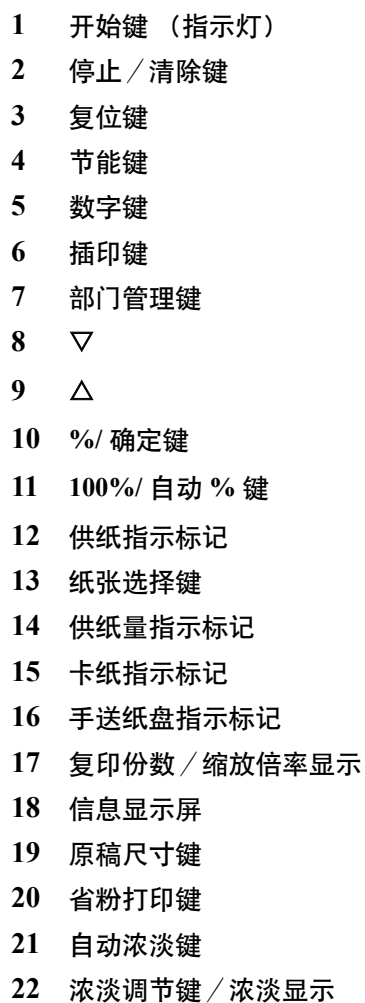 1 开始键 （指示灯）
2 停止／清除键
3 复位键
4 节能键
5 数字键
6 插印键
7 部门管理键
8 ▽
9 △
10 %/ 确定键
11 100%/ 自动 % 键
12 供纸指示标记
13 纸张选择键
14 供纸量指示标记
15 卡纸指示标记
16 手送纸盘指示标记
17 复印份数／缩放倍率显示
18 信息显示屏
19 原稿尺寸键
20 省粉打印键
21 自动浓淡键
22 浓淡调节键／浓淡显示